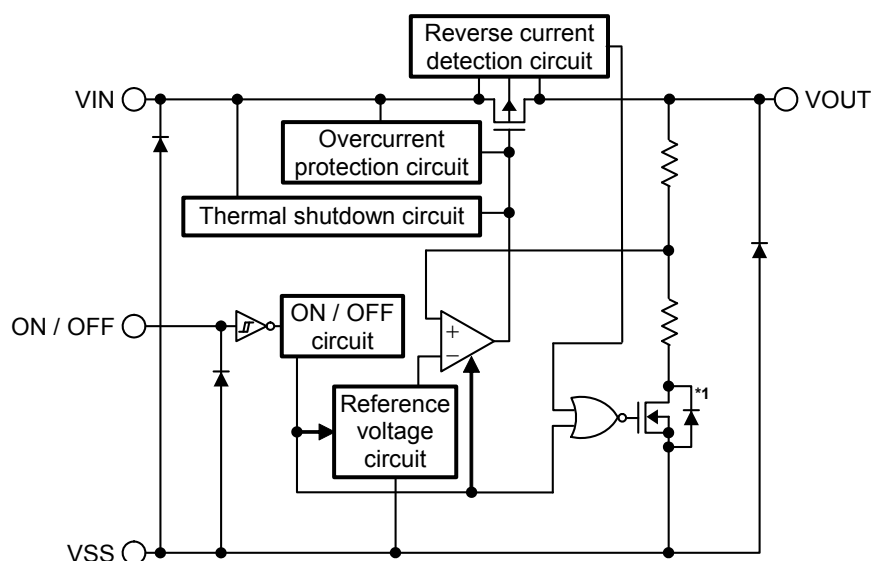 Reverse current
detection circuit
VIN
VOUT
Overcurrent
protection circuit
Thermal shutdown circuit
ON / OFF
ON / OFF
circuit
+
−
*1
Reference
voltage
circuit
VSS